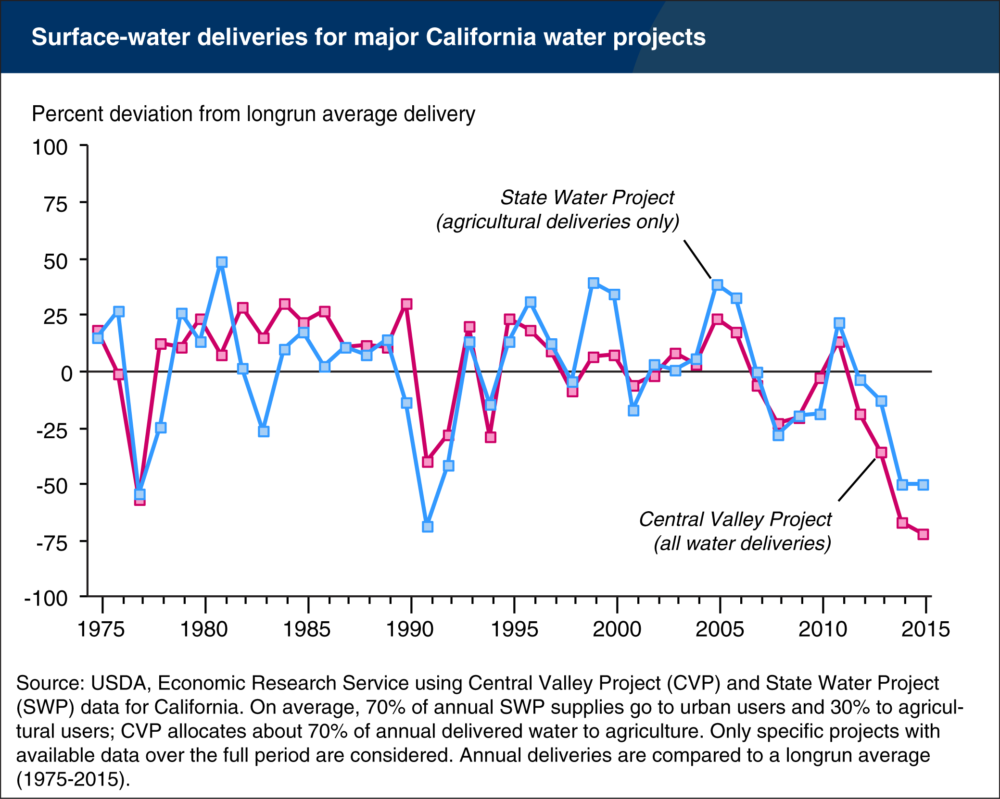 Surface-water deliveries for major California water projects
Percent deviation from longrun average delivery
100
75
50
25
0
-25
-50
-75
-100
State Water Project
(agricultural deliveries only)
Central Valley Project
(all water deliveries)
1975 1980 1985 1990 1995 2000 2005 2010 2015
Source: USDA, Economic Research Service using Central Valley Project (CVP) and State Water Project
(SWP) data for California. On average, 70% of annual SWP supplies go to urban users and 30% to agricul-
tural users; CVP allocates about 70% of annual delivered water to agriculture. Only specific projects with
available data over the full period are considered. Annual deliveries are compared to a longrun average
(1975-2015).